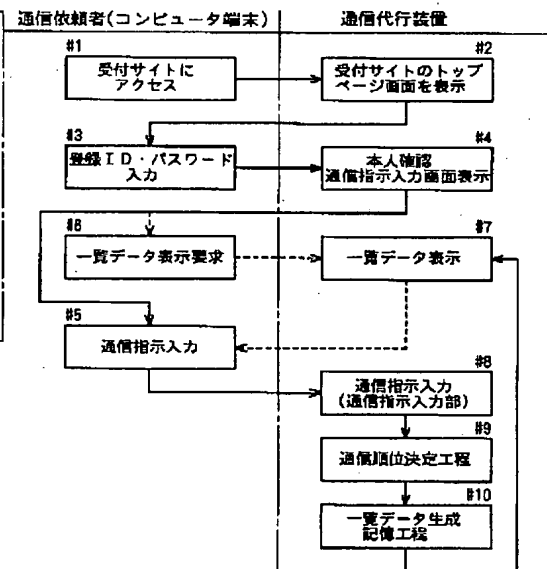 通信依頼者(コンピュータ端末)
通信代行装置
#1
受付サイトに
アクセス
#2
受付サイトのトップ
ページ画面を表示
#3
登録ID・パスワード
入力
#4
本人確認
通信指示入力画面表示
#6
一覧データ表示要求
#7
一覧データ表示
#5
通信指示入力
#8
通信指示入力
(通信指示入力部)
#9
通信順位決定工程
#10
一覧データ生成
記憶工程